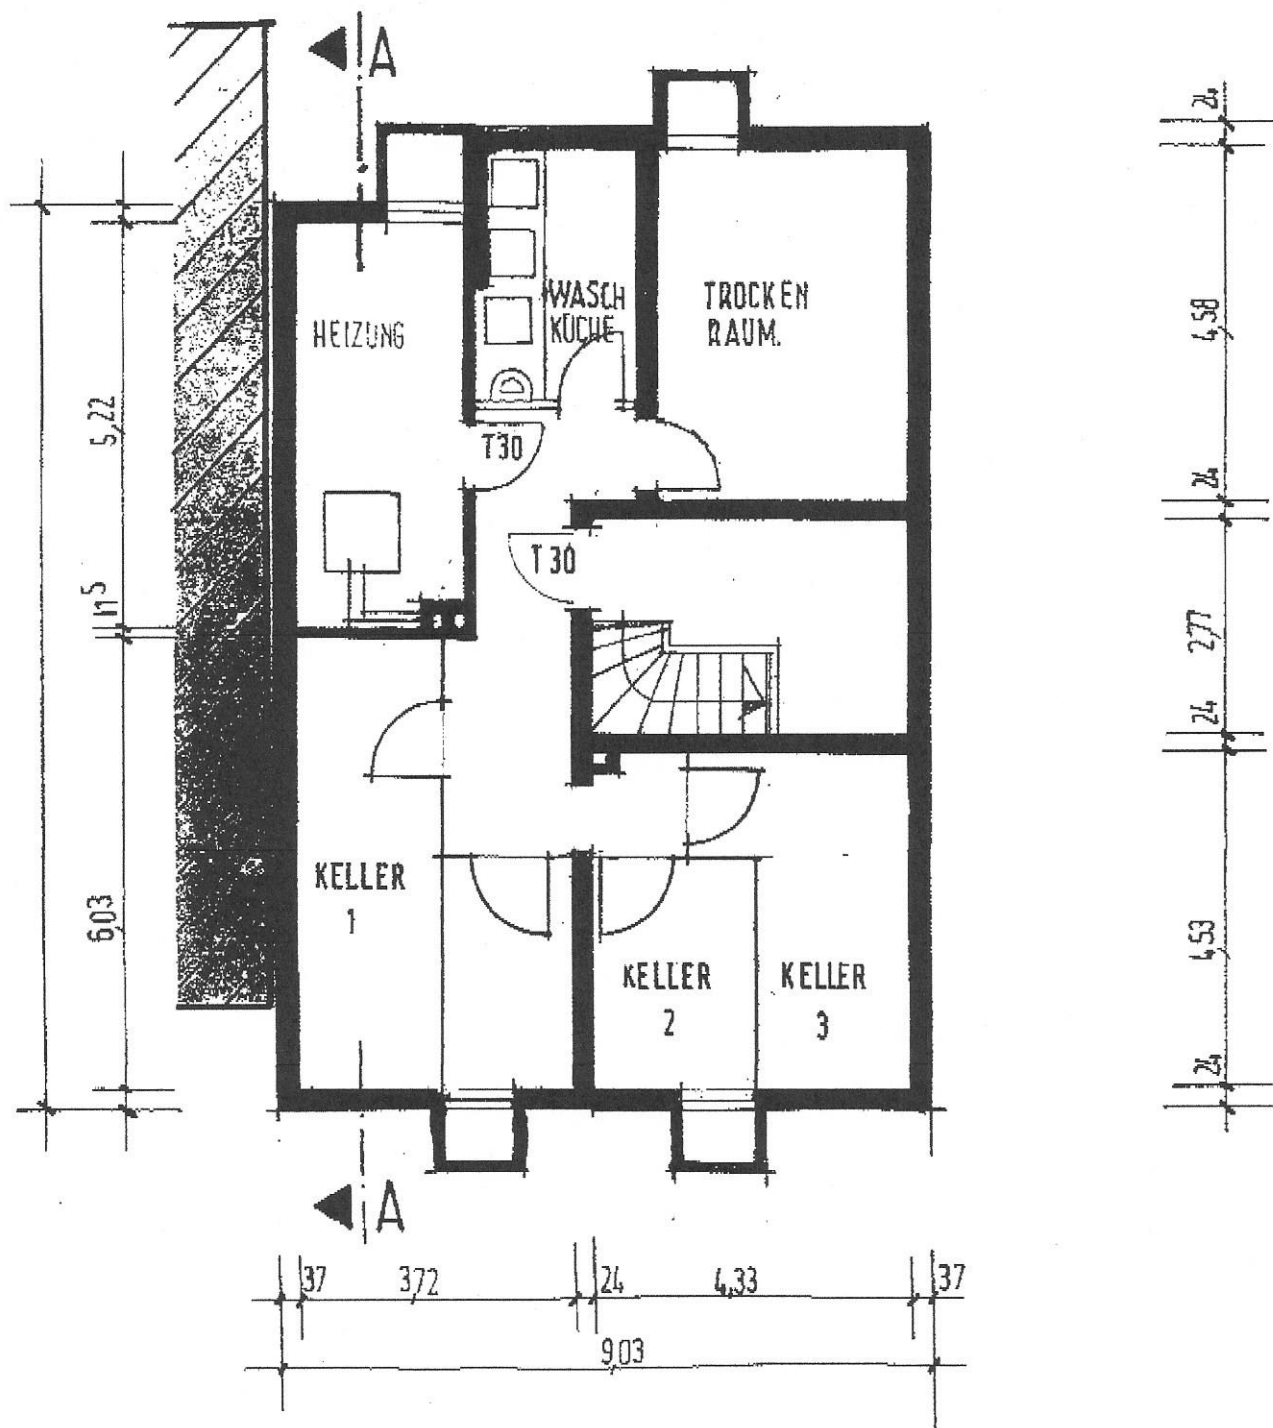 A
HEIZUNG
WASCH
KÜCHE
TROCKEN
RAUM.
T30
T30
KELLER
1
KELLER
2
KELLER
3
A
5,22
11⁵
6,03
24
4,58
24
2,77
24
4,53
24
37
3,72
24
4,33
37
9,03